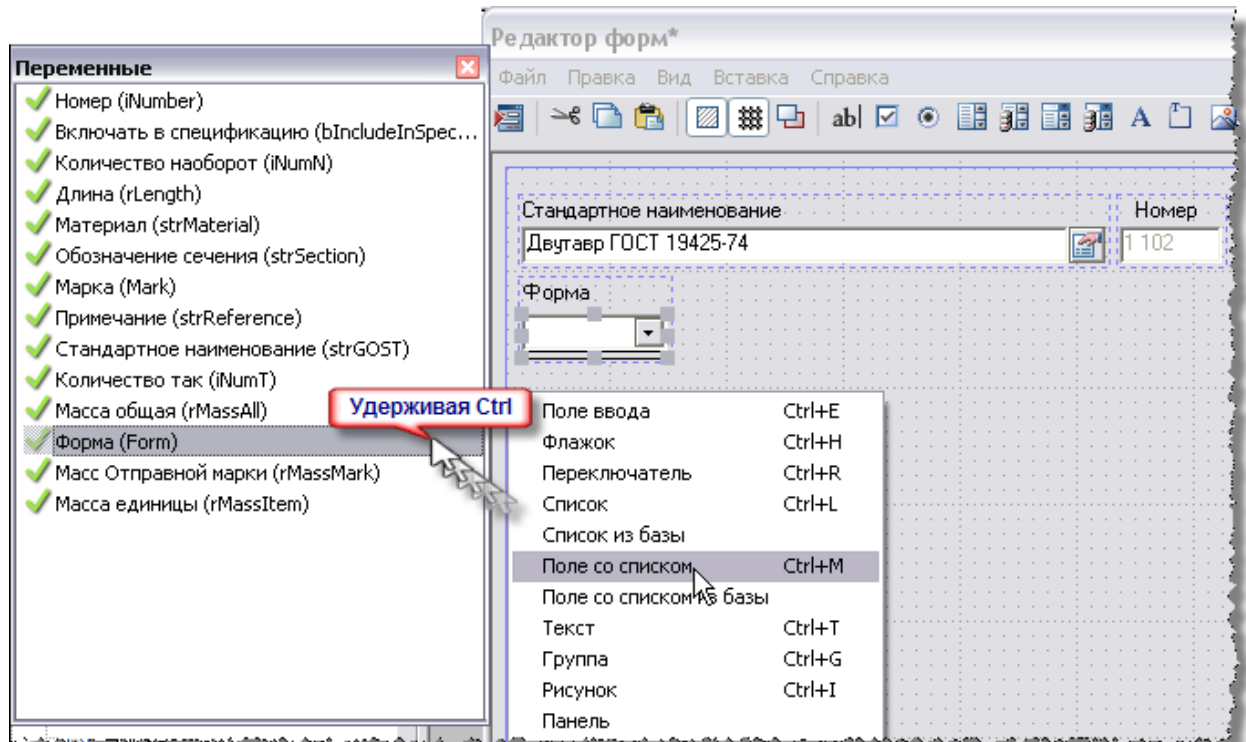 Редактор форм*
Файл Правка Вид Вставка Справка
ab|
A
T
Переменные
Номер (iNumber)
Включать в спецификацию (bIncludeInSpec...
Количество наоборот (iNumN)
Длина (rLength)
Материал (strMaterial)
Обозначение сечения (strSection)
Марка (Mark)
Примечание (strReference)
Стандартное наименование (strGOST)
Количество так (iNumT)
Масса общая (rMassAll)
Форма (Form)
Масс Отправной марки (rMassMark)
Масса единицы (rMassItem)
Удерживая Ctrl
Стандартное наименование Номер
Двутавр ГОСТ 19425-74 1 102
Форма
Поле ввода Ctrl+E
Флажок Ctrl+H
Переключатель Ctrl+R
Список Ctrl+L
Список из базы
Поле со списком Ctrl+M
Поле со списком из базы
Текст Ctrl+T
Группа Ctrl+G
Рисунок Ctrl+I
Панель